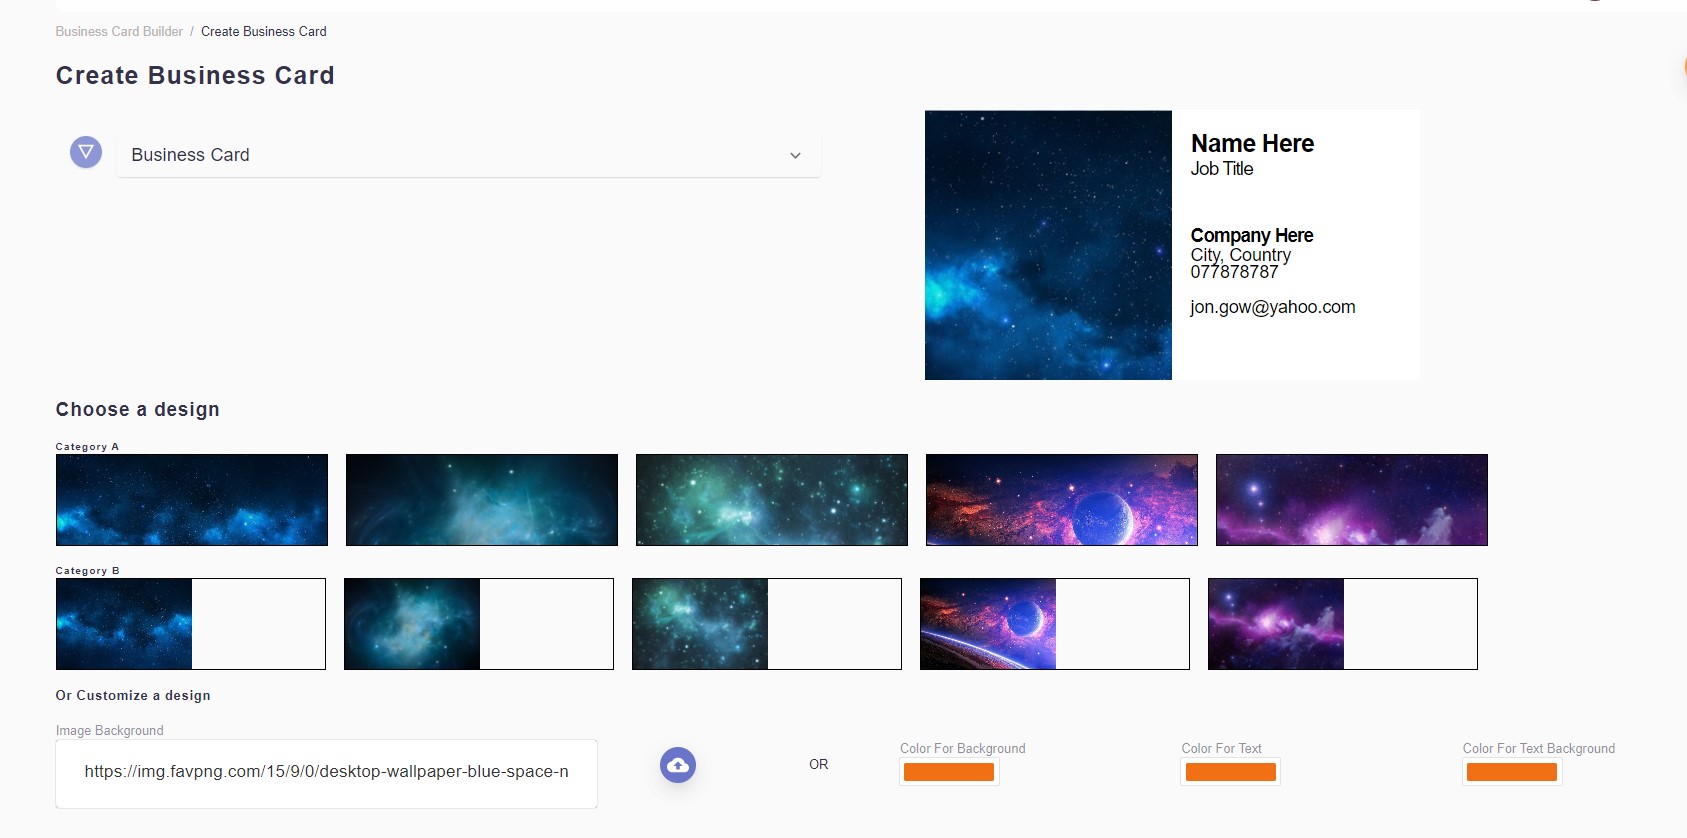 Business Card Builder / Create Business Card
Create Business Card
Business Card
Name Here
Job Title
Company Here
City, Country
077878787
jon.gow@yahoo.com
Choose a design
Category A
Category B
Or Customize a design
Image Background
https://img.favpng.com/15/9/0/desktop-wallpaper-blue-space-n
OR
Color For Background
Color For Text
Color For Text Background